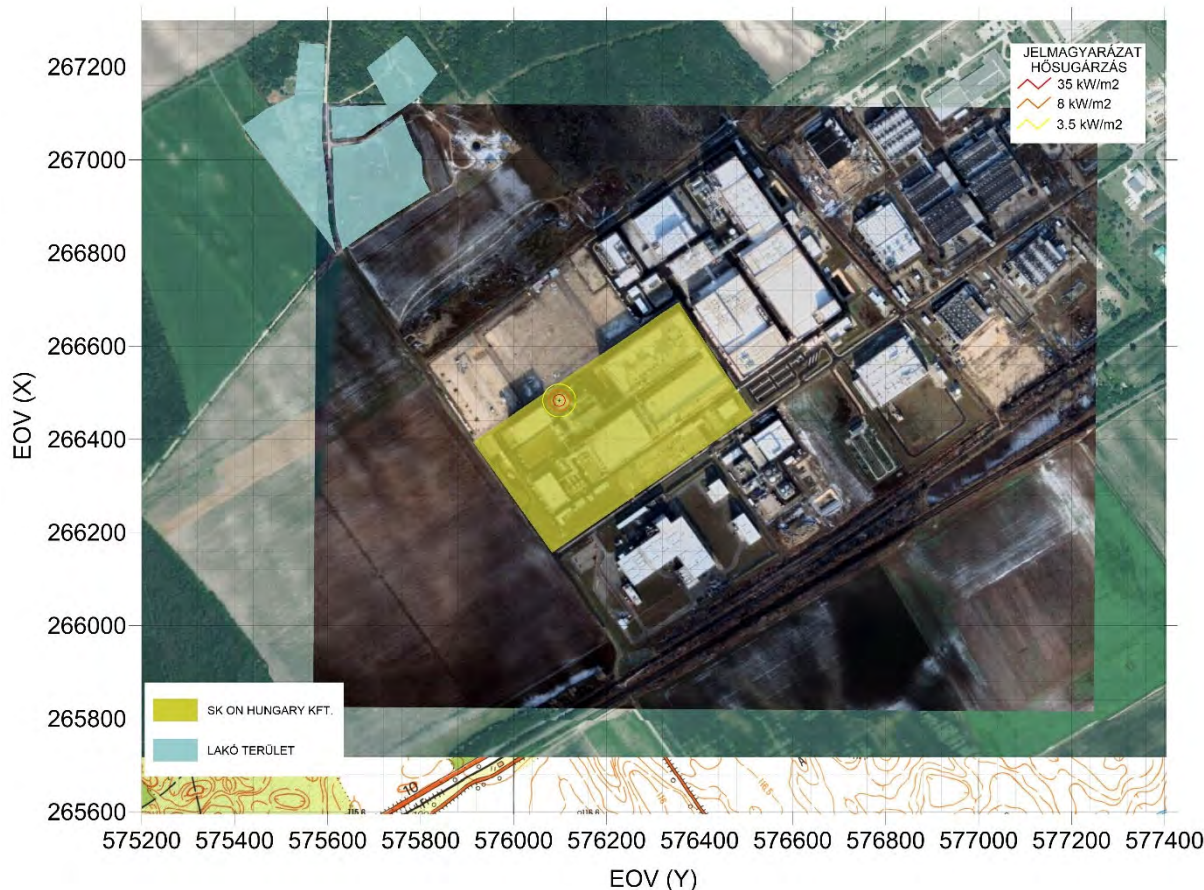 JELMAGYARÁZAT
HŐSUGÁRZÁS
35 kW/m2
8 kW/m2
3.5 kW/m2
267200
267000
266800
266600
266400
266200
266000
265800
265600
EOV (X)
SK ON HUNGARY KFT.
LAKÓ TERÜLET
10
575200 575400 575600 575800 576000 576200 576400 576600 576800 577000 577200 577400
EOV (Y)